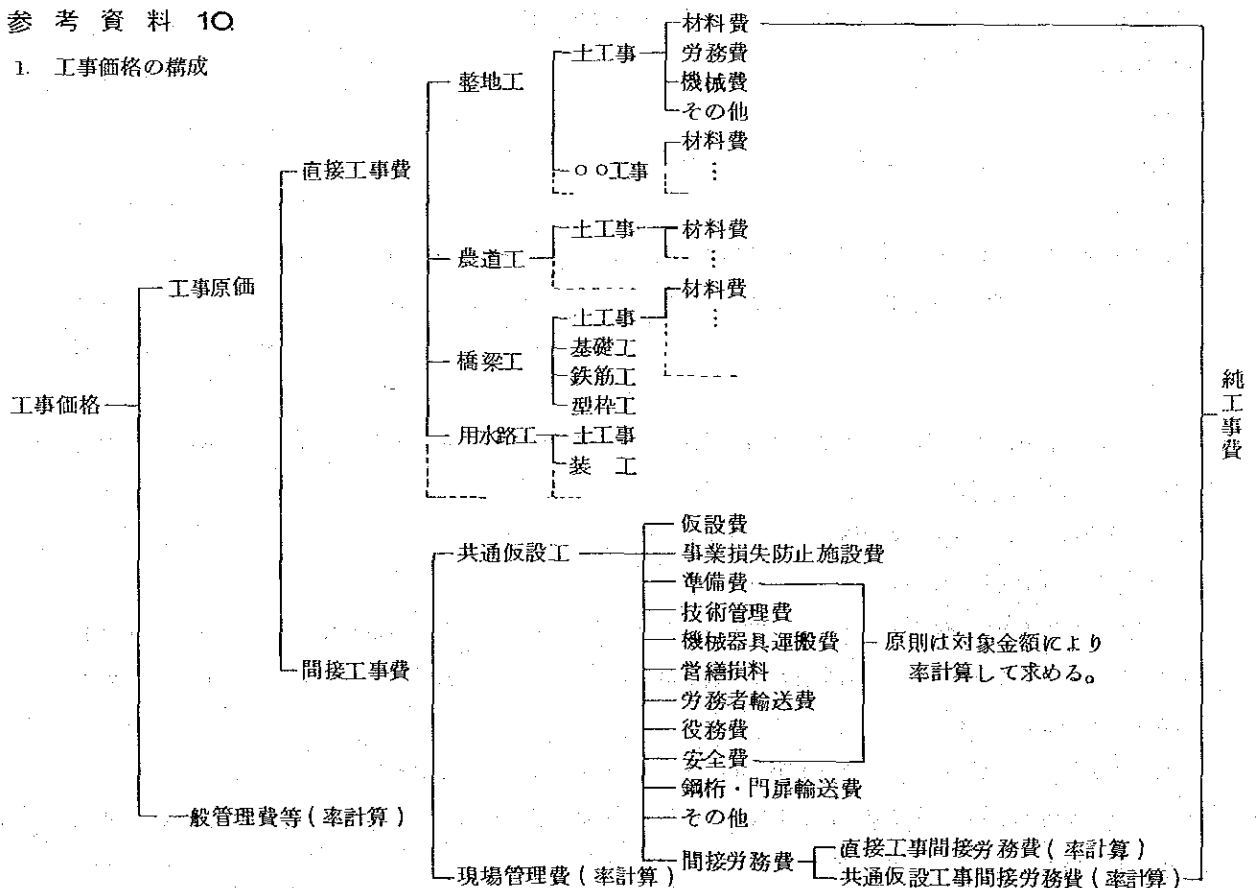 参考資料 10
1. 工事価格の構成
工事価格
工事原価
直接工事費
整地工
土工事
材料費
労務費
機械費
その他
○○工事
材料費
⋮
農道工
土工事
材料費
⋮
橋梁工
土工事
材料費
⋮
基礎工
鉄筋工
型枠工
用水路工
土工事
装工
間接工事費
共通仮設工
仮設費
事業損失防止施設費
準備費
技術管理費
機械器具運搬費
営繕損料
労務者輸送費
役務費
安全費
原則は対象金額により
率計算して求める。
鋼桁・門扉輸送費
その他
間接労務費
直接工事間接労務費(率計算)
共通仮設工事間接労務費(率計算)
現場管理費(率計算)
一般管理費等(率計算)
純工事費